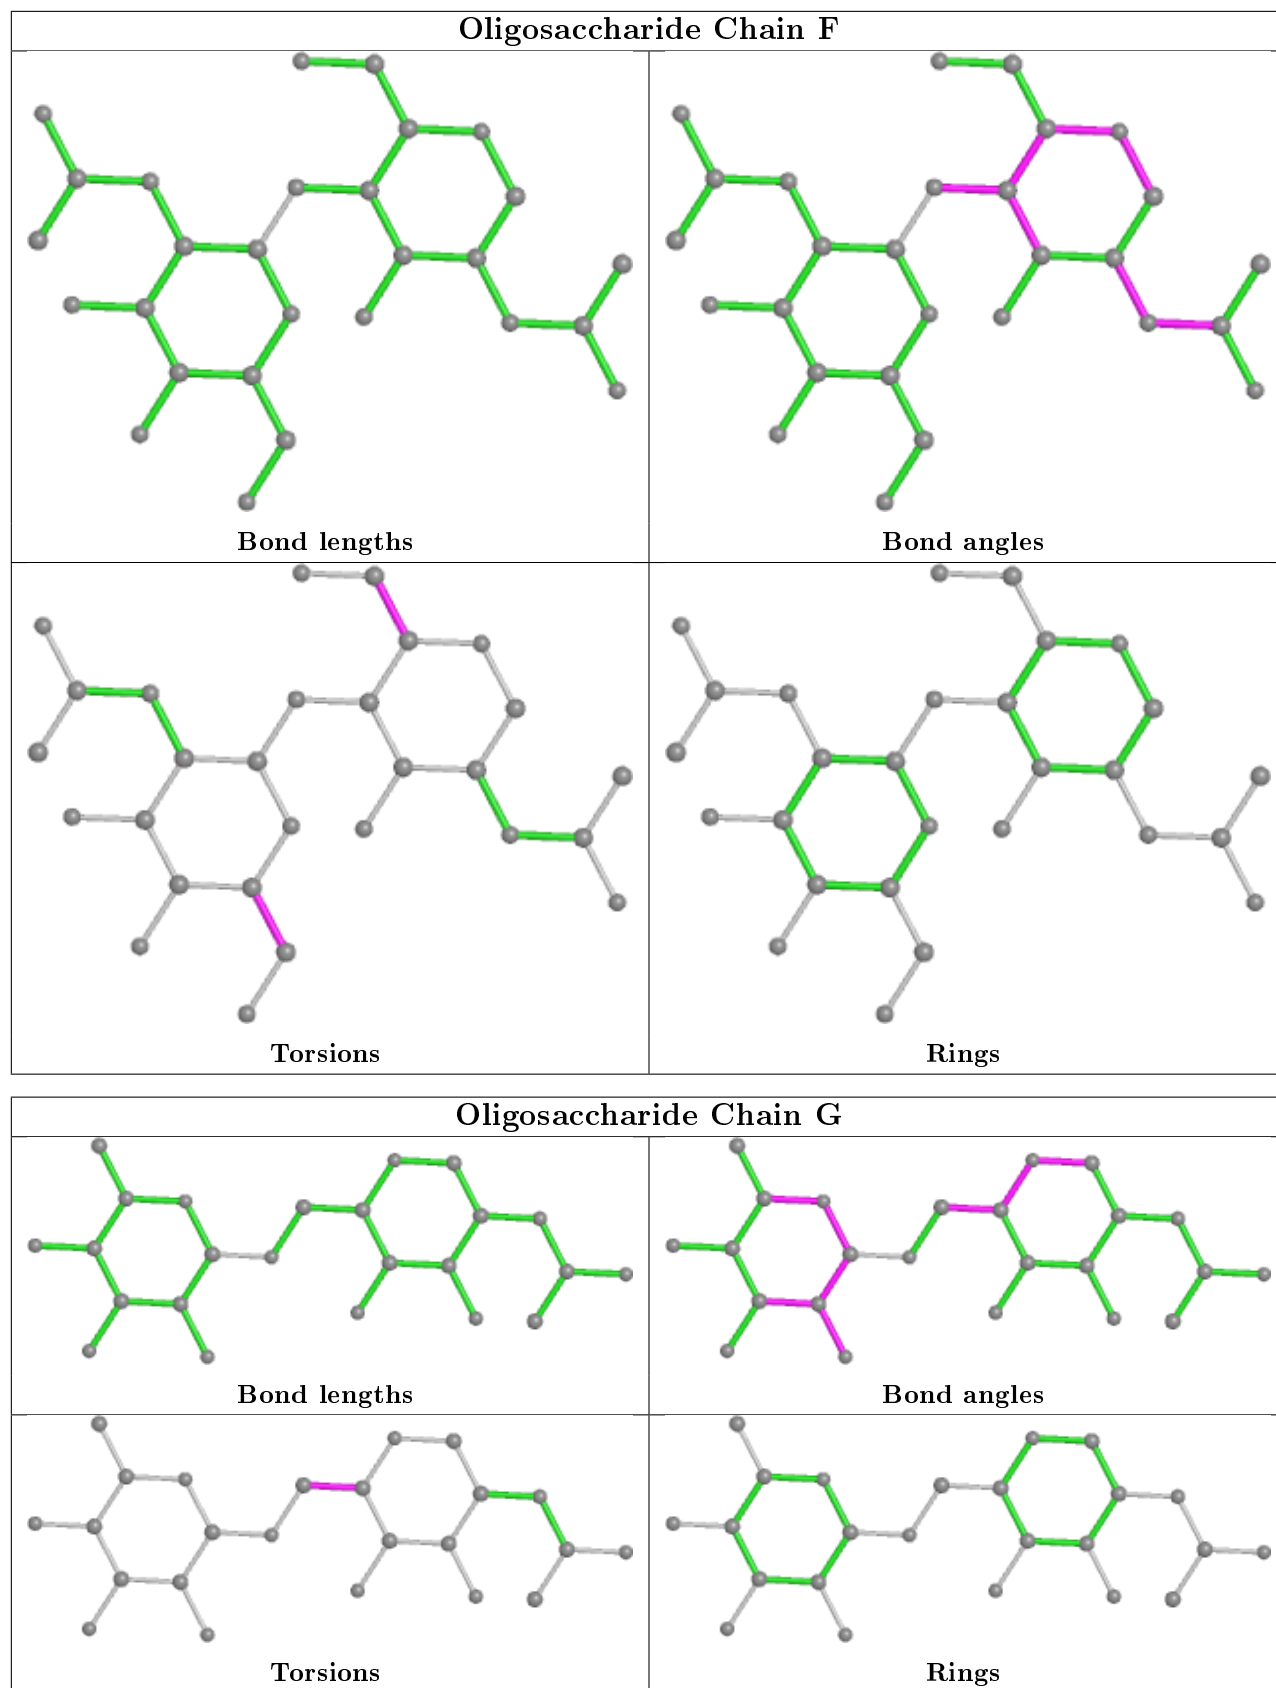 Oligosaccharide Chain F
Bond lengths
Bond angles
Torsions
Rings
Oligosaccharide Chain G
Bond lengths
Bond angles
Torsions
Rings